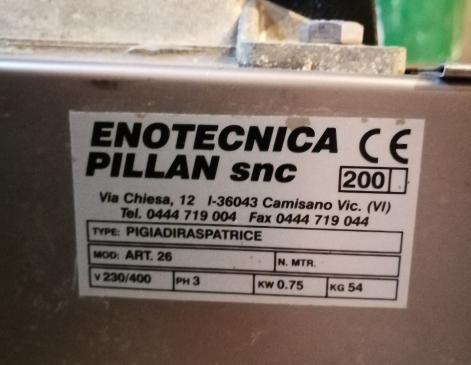 ENOTECNICA CE
PILLAN snc 200
Via Chiesa, 12 I-36043 Camisano Vic. (VI)
Tel. 0444 719 004 Fax 0444 719 044
TYPE: PIGIADIRASPATRICE
MOD: ART. 26 N. MTR.
V 230/400 PH 3 KW 0.75 KG 54